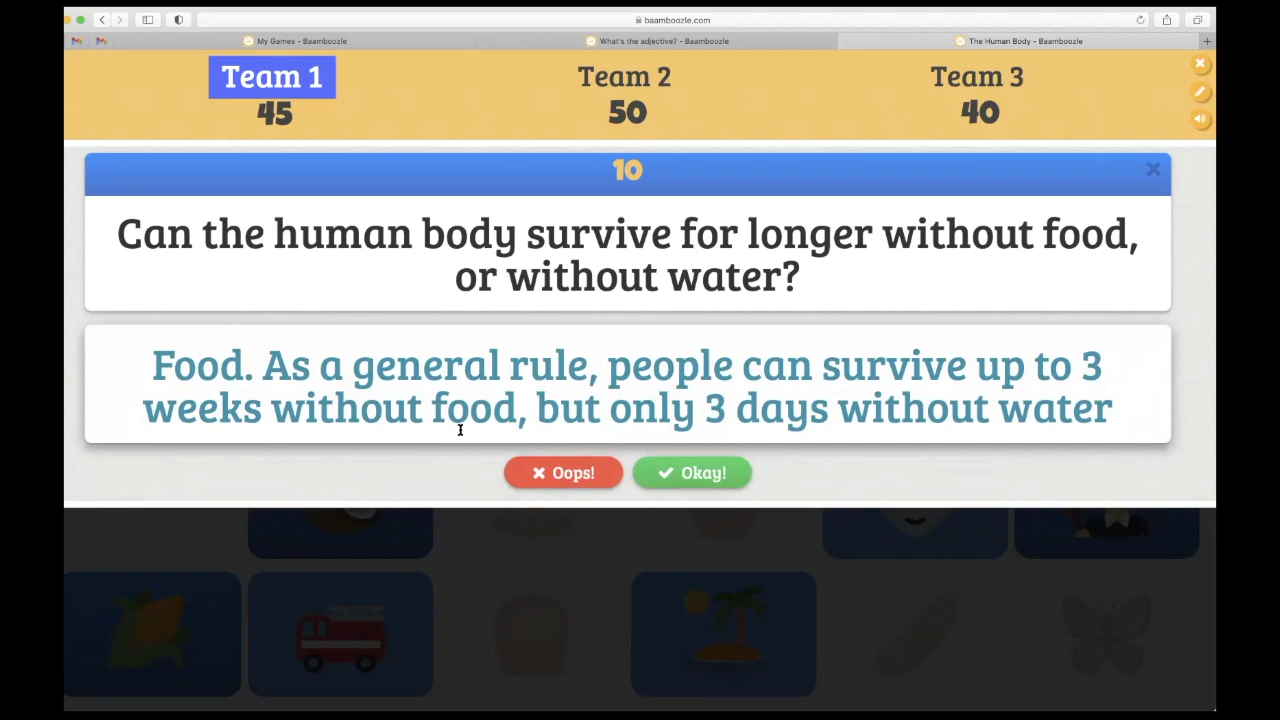 baamboozle.com
My Games - Baamboozle
What's the adjective? - Baamboozle
The Human Body - Baamboozle
Team 1
Team 2
Team 3
45
50
40
10
Can the human body survive for longer without food,
or without water?
Food. As a general rule, people can survive up to 3
weeks without food, but only 3 days without water
Oops!
Okay!